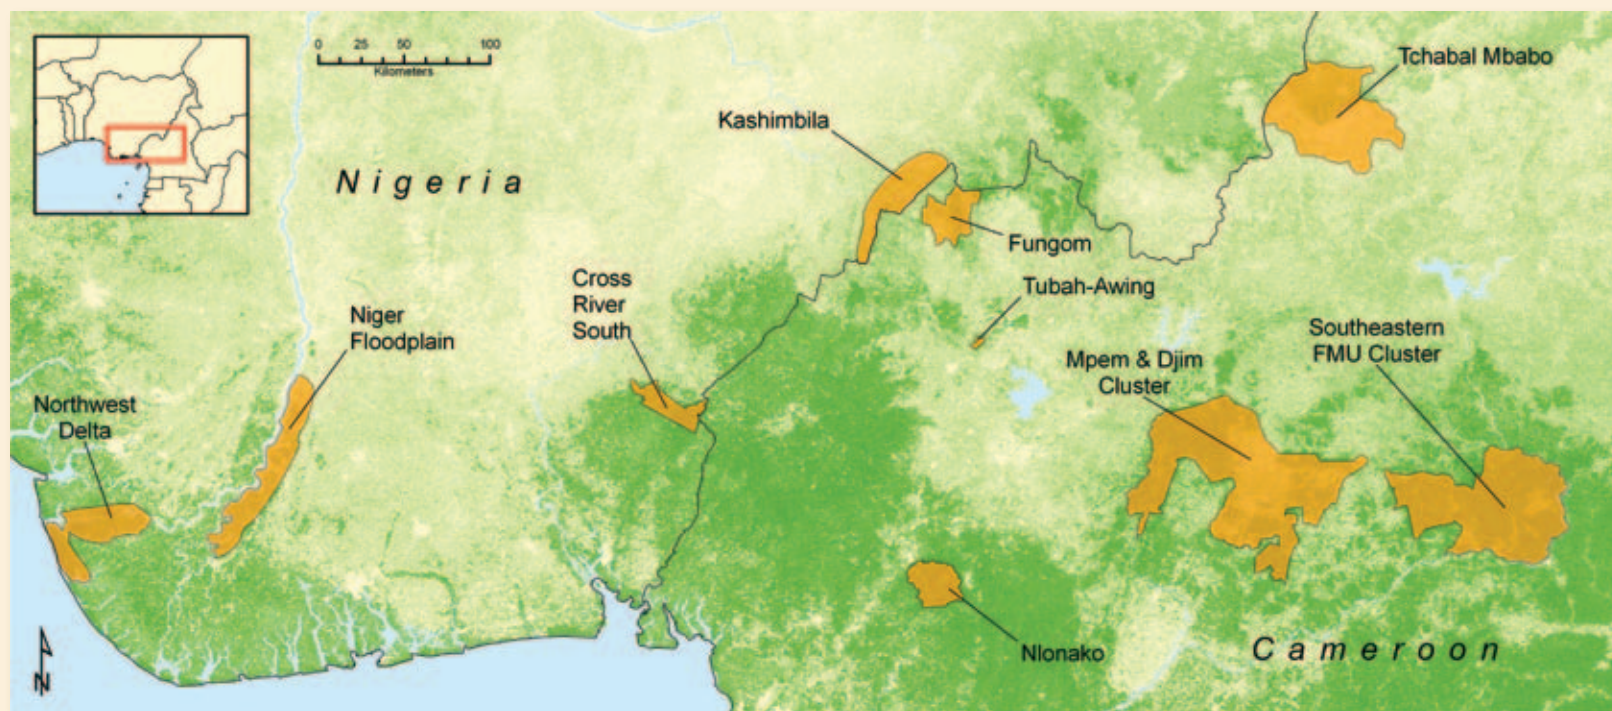 0 25 50 100
Kilometers
Tchabal Mbabo
Kashimbila
Nigeria
Fungom
Cross
River
South
Tubah-Awing
Niger
Floodplain
Southeastern
FMU Cluster
Mpem & Djim
Cluster
Northwest
Delta
Nlonako
Cameroon
N